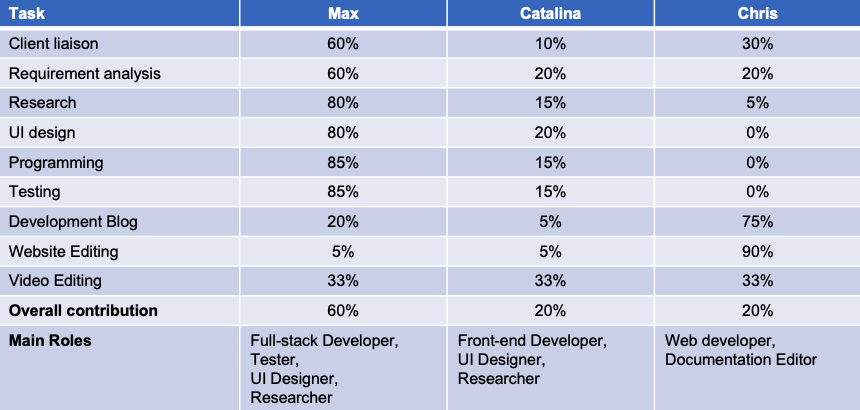 Task Max Catalina Chris
Client liaison 60% 10% 30%
Requirement analysis 60% 20% 20%
Research 80% 15% 5%
UI design 80% 20% 0%
Programming 85% 15% 0%
Testing 85% 15% 0%
Development Blog 20% 5% 75%
Website Editing 5% 5% 90%
Video Editing 33% 33% 33%
Overall contribution 60% 20% 20%
Main Roles Full-stack Developer, Front-end Developer, Web developer,
Tester, UI Designer, Documentation Editor
UI Designer, Researcher
Researcher